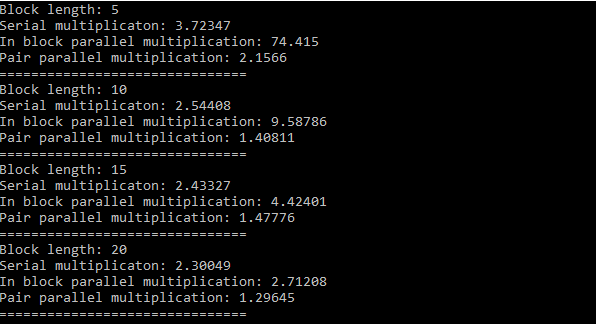 Block length: 5
Serial multiplicaton: 3.72347
In block parallel multiplication: 74.415
Pair parallel multiplication: 2.1566
===============================
Block length: 10
Serial multiplicaton: 2.54408
In block parallel multiplication: 9.58786
Pair parallel multiplication: 1.40811
===============================
Block length: 15
Serial multiplicaton: 2.43327
In block parallel multiplication: 4.42401
Pair parallel multiplication: 1.47776
===============================
Block length: 20
Serial multiplicaton: 2.30049
In block parallel multiplication: 2.71208
Pair parallel multiplication: 1.29645
===============================